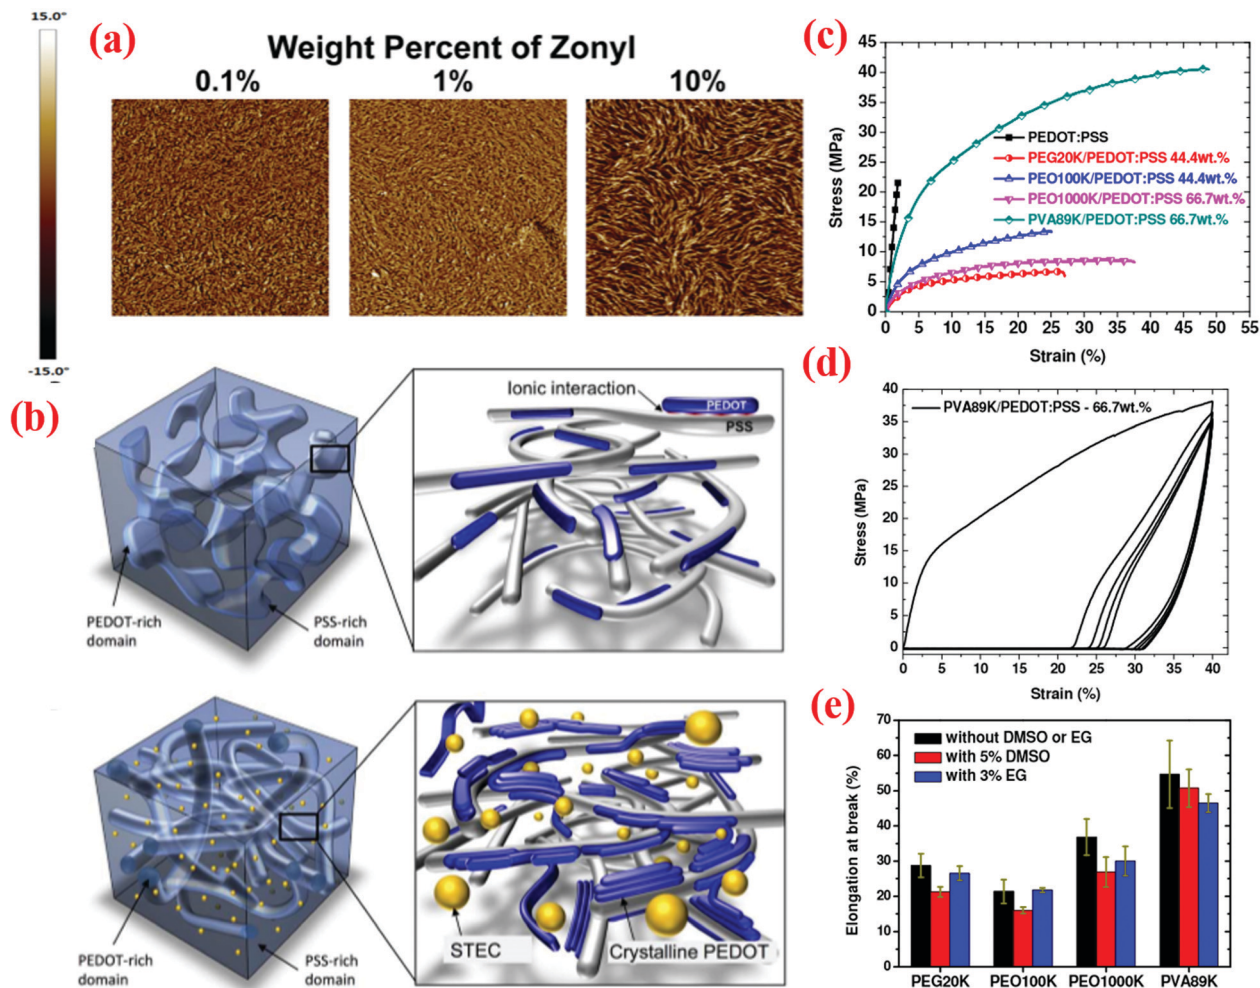 15.0°
-15.0°
(a)
Weight Percent of Zonyl
0.1%
1%
10%
(b)
PEDOT-rich
domain
PSS-rich
domain
Ionic interaction
PEDOT
PSS
PEDOT-rich
domain
PSS-rich
domain
STEC
Crystalline PEDOT
(c)
45
40
35
30
25
20
15
10
5
0
Stress (MPa)
PEDOT:PSS
PEG20K/PEDOT:PSS 44.4wt.%
PEO100K/PEDOT:PSS 44.4wt.%
PEO1000K/PEDOT:PSS 66.7wt.%
PVA89K/PEDOT:PSS 66.7wt.%
0 5 10 15 20 25 30 35 40 45 50 55
Strain (%)
(d)
40
35
30
25
20
15
10
5
0
Stress (MPa)
PVA89K/PEDOT:PSS - 66.7wt.%
0 5 10 15 20 25 30 35 40
Strain (%)
(e)
70
60
50
40
30
20
10
0
Elongation at break (%)
without DMSO or EG
with 5% DMSO
with 3% EG
PEG20K PEO100K PEO1000K PVA89K